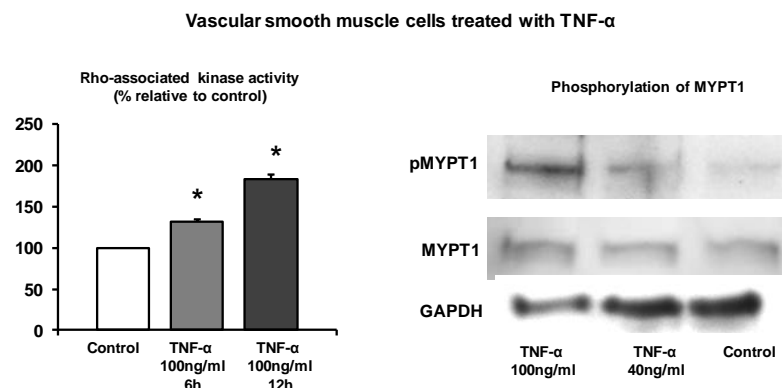 Vascular smooth muscle cells treated with TNF-α
Rho-associated kinase activity
(% relative to control)
250
200
150
100
50
0
*
*
Control
TNF-α
100ng/ml
6h
TNF-α
100ng/ml
12h
Phosphorylation of MYPT1
pMYPT1
MYPT1
GAPDH
TNF-α
100ng/ml
TNF-α
40ng/ml
Control